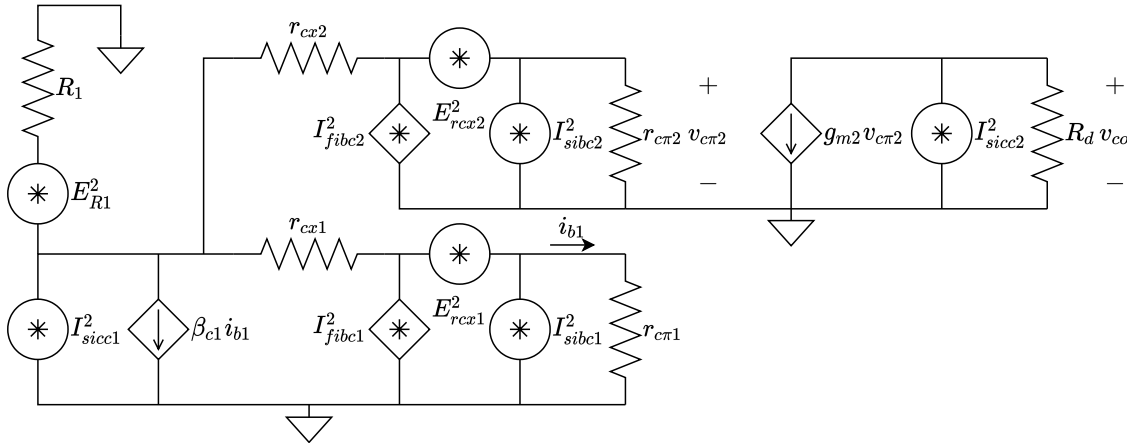 r_{cx2}
R_1
I^2_{fibc2}
E^2_{rcx2}
I^2_{sibc2}
r_{cπ2}
+
v_{cπ2}
−
g_{m2}v_{cπ2}
I^2_{sicc2}
R_d
+
v_{co}
−
E^2_{R1}
r_{cx1}
i_{b1}
I^2_{sicc1}
β_{c1}i_{b1}
I^2_{fibc1}
E^2_{rcx1}
I^2_{sibc1}
r_{cπ1}